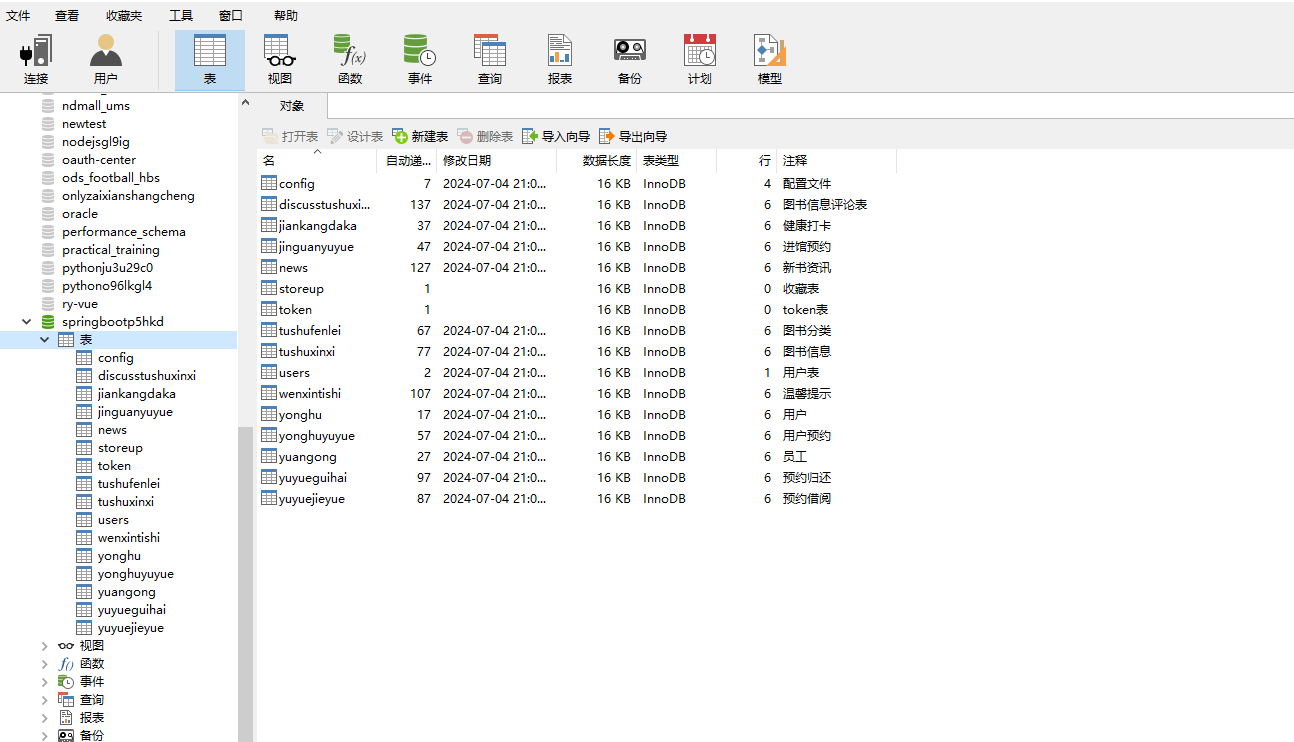 文件 查看 收藏夹 工具 窗口 帮助
连接 用户 表 视图 函数 事件 查询 报表 备份 计划 模型
ndmall_ums
newtest
nodejsgl9ig
oauth-center
ods_football_hbs
onlyzaixianshangcheng
oracle
performance_schema
practical_training
pythonju3u29c0
pythono96lkgl4
ry-vue
springbootp5hkd
表
config
discusstushuxinxi
jiankangdaka
jinguanyuyue
news
storeup
token
tushufenlei
tushuxinxi
users
wenxintishi
yonghu
yonghuyuyue
yuangong
yuyueguihai
yuyuejieyue
视图
f() 函数
事件
查询
报表
备份
对象
打开表 设计表 新建表 删除表 导入向导 导出向导
名 自动递... 修改日期 数据长度 表类型 行 注释
config 7 2024-07-04 21:0... 16 KB InnoDB 4 配置文件
discusstushuxi... 137 2024-07-04 21:0... 16 KB InnoDB 6 图书信息评论表
jiankangdaka 37 2024-07-04 21:0... 16 KB InnoDB 6 健康打卡
jinguanyuyue 47 2024-07-04 21:0... 16 KB InnoDB 6 进馆预约
news 127 2024-07-04 21:0... 16 KB InnoDB 6 新书资讯
storeup 1 16 KB InnoDB 0 收藏表
token 1 16 KB InnoDB 0 token表
tushufenlei 67 2024-07-04 21:0... 16 KB InnoDB 6 图书分类
tushuxinxi 77 2024-07-04 21:0... 16 KB InnoDB 6 图书信息
users 2 2024-07-04 21:0... 16 KB InnoDB 1 用户表
wenxintishi 107 2024-07-04 21:0... 16 KB InnoDB 6 温馨提示
yonghu 17 2024-07-04 21:0... 16 KB InnoDB 6 用户
yonghuyuyue 57 2024-07-04 21:0... 16 KB InnoDB 6 用户预约
yuangong 27 2024-07-04 21:0... 16 KB InnoDB 6 员工
yuyueguihai 97 2024-07-04 21:0... 16 KB InnoDB 6 预约归还
yuyuejieyue 87 2024-07-04 21:0... 16 KB InnoDB 6 预约借阅